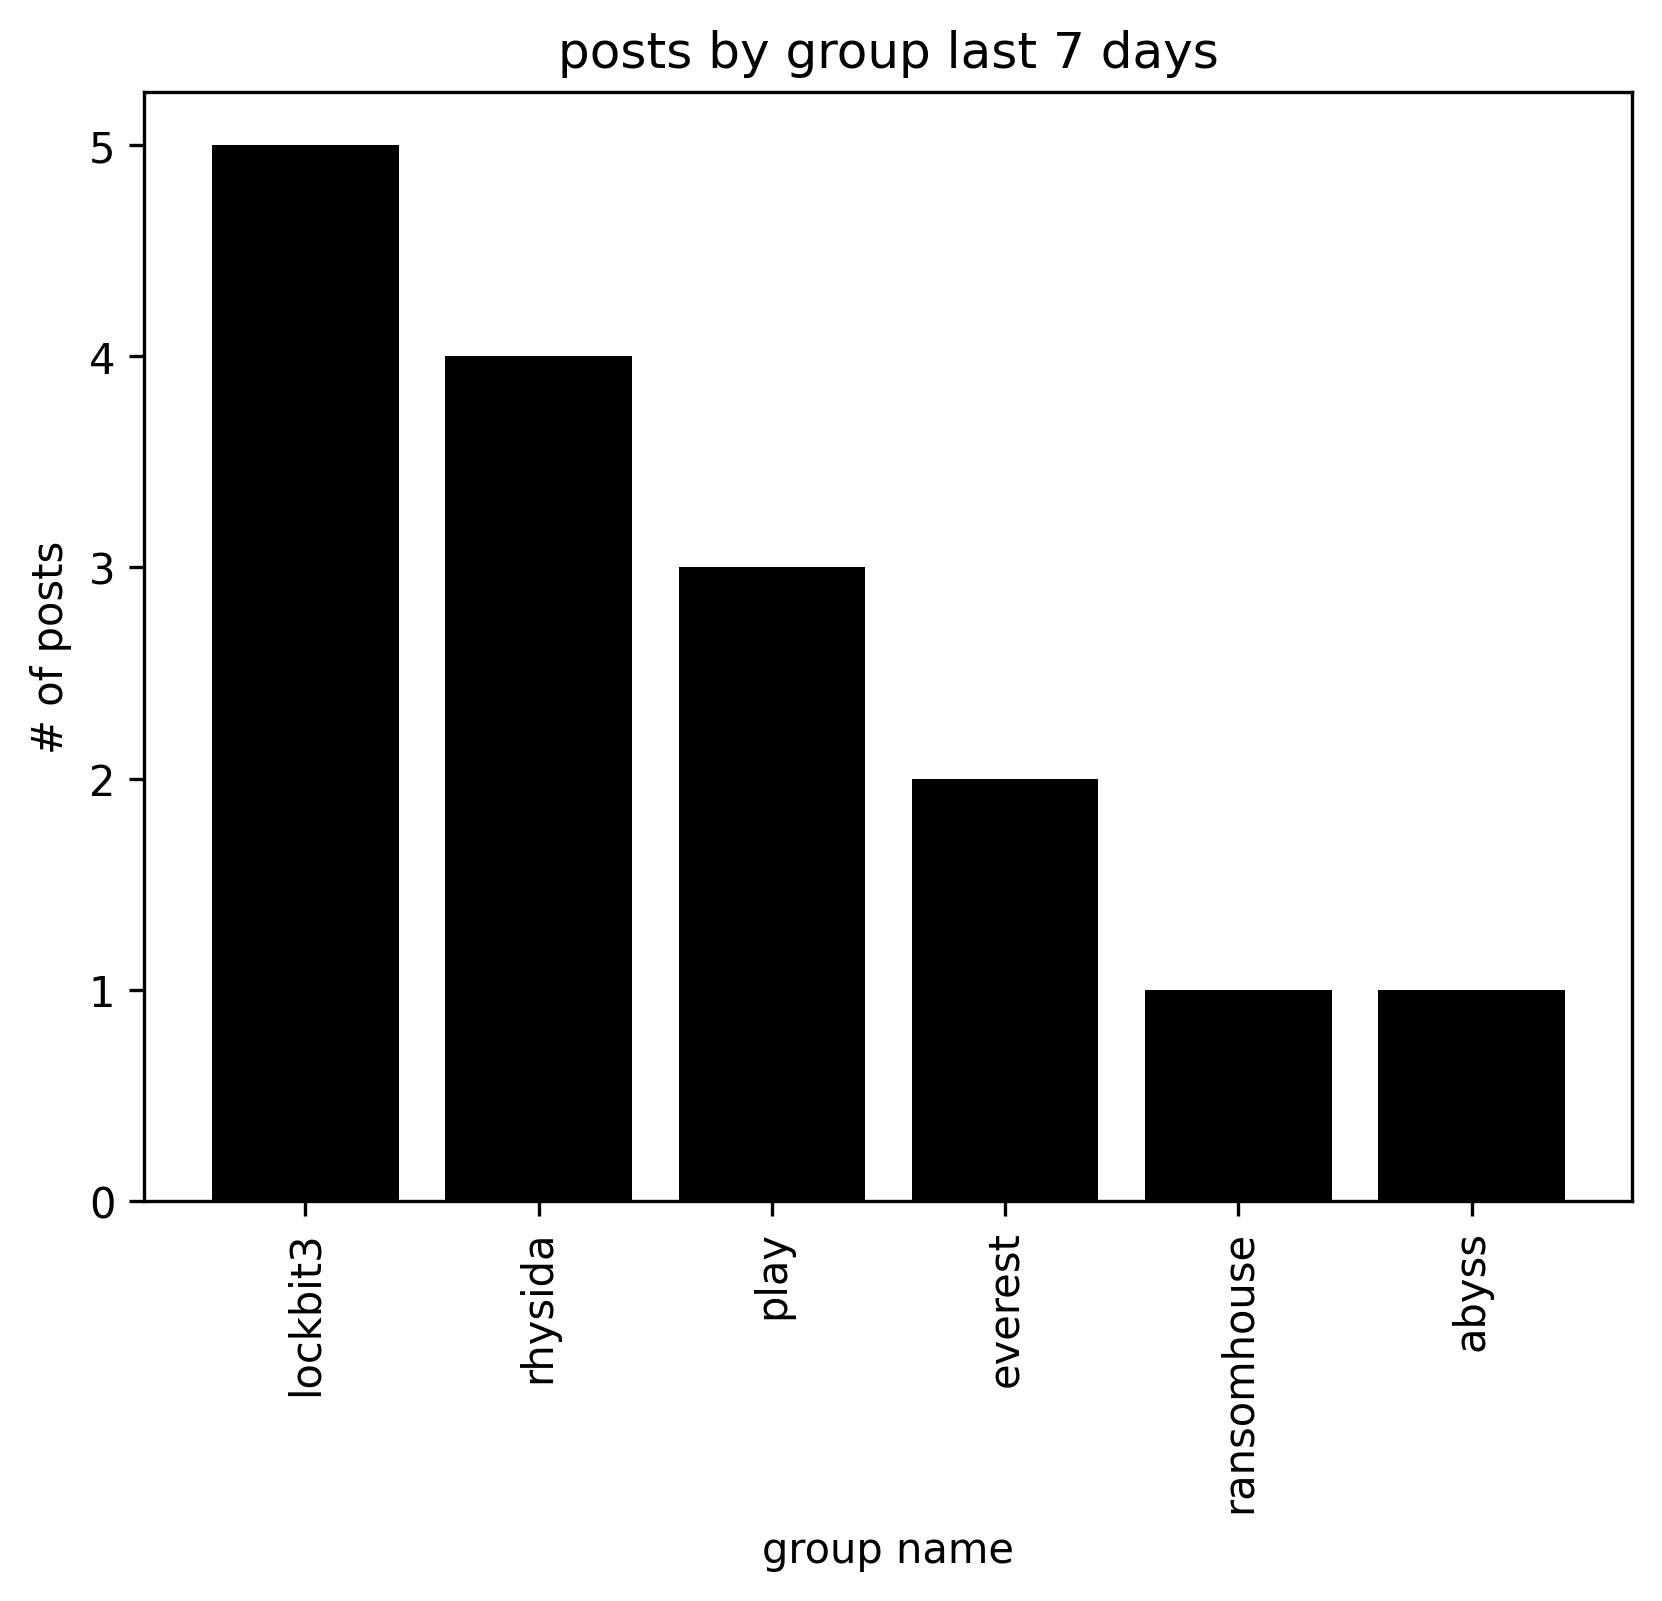 posts by group last 7 days
5
4
3
2
1
0
# of posts
lockbit3
rhysida
play
everest
ransomhouse
abyss
group name